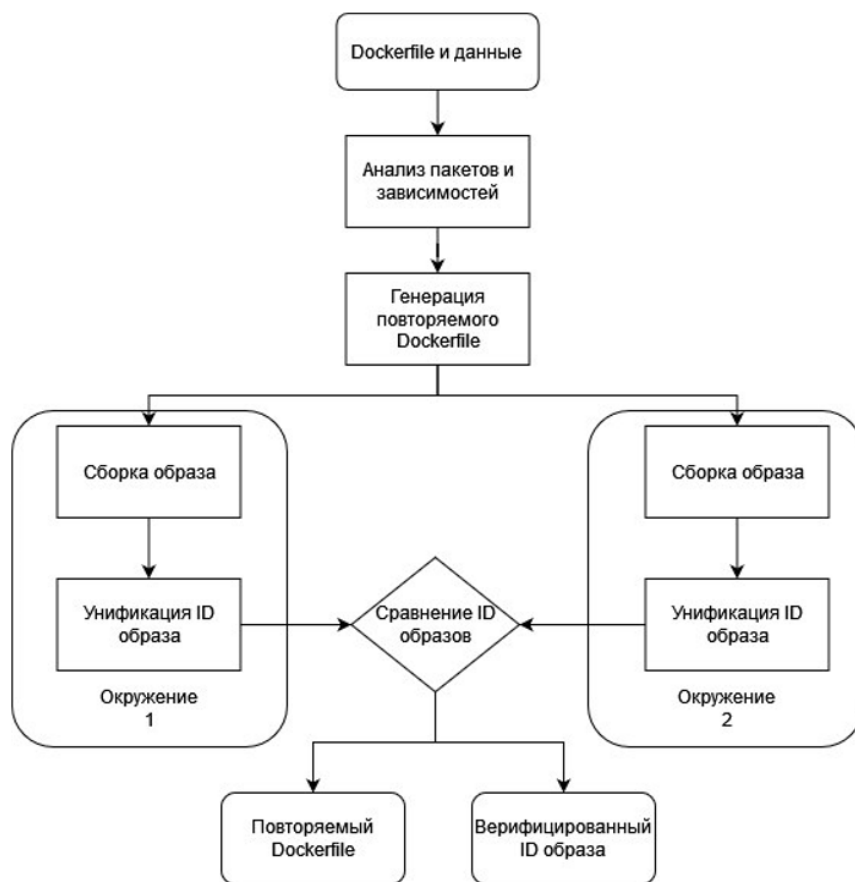 Dockerfile и данные
Анализ пакетов и
зависимостей
Генерация
повторяемого
Dockerfile
Сборка образа
Сборка образа
Унификация ID
образа
Сравнение ID
образов
Унификация ID
образа
Окружение
1
Окружение
2
Повторяемый
Dockerfile
Верифицированный
ID образа